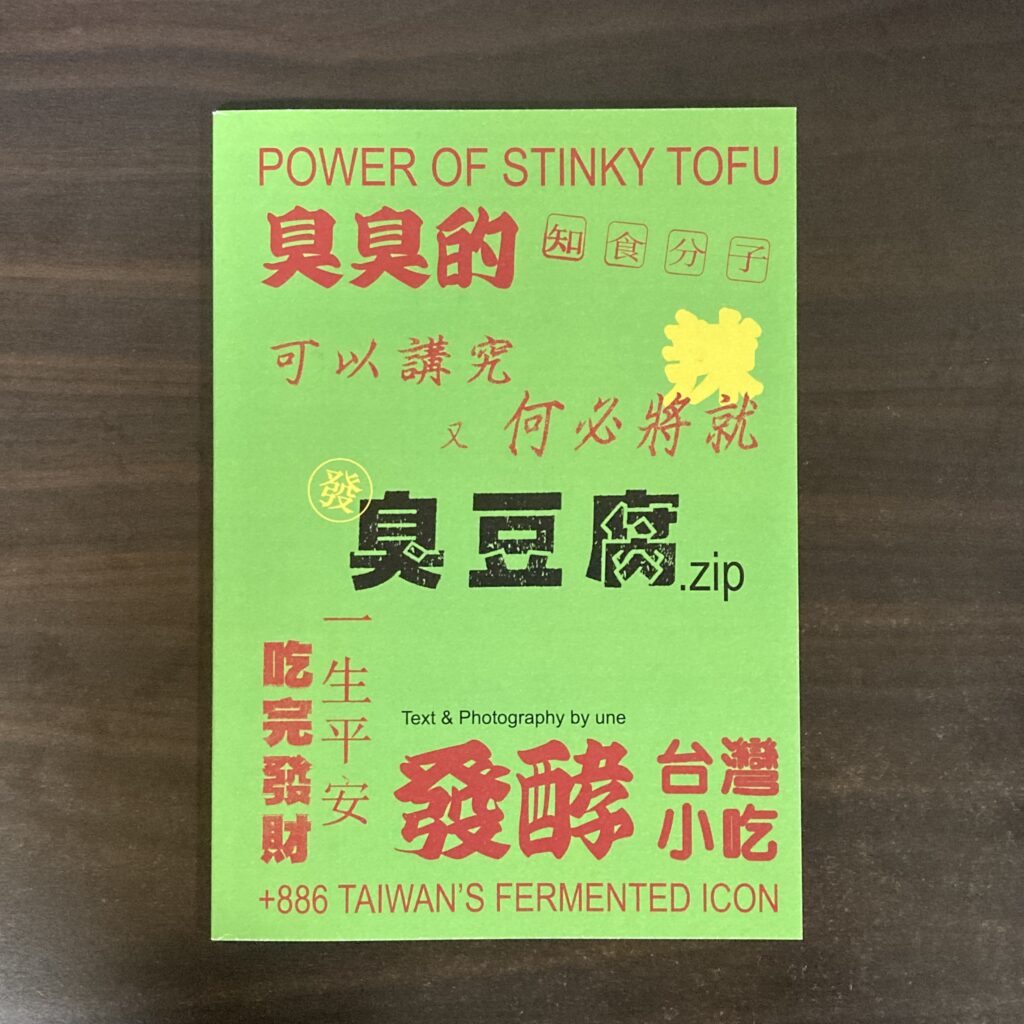 POWER OF STINKY TOFU
臭臭的
知食分子
辣
可以講究
又何必將就
發
臭豆腐.zip
吃完發財
一生平安
Text & Photography by une
發酵
台灣
小吃
+886 TAIWAN'S FERMENTED ICON